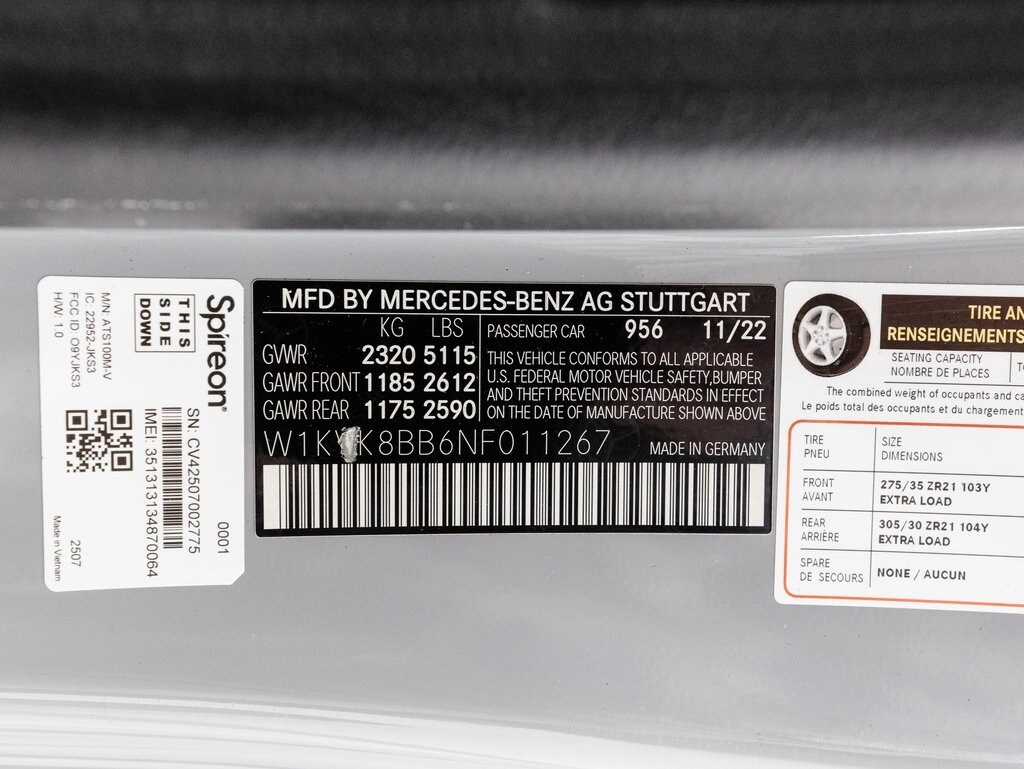 Spireon®
THIS
SIDE
DOWN
M/N: ATS100MM-V
IC: 22952-JKS3
FCC ID: O9YJKS3
H/W: 1.0
0001
SN: CV42507002775
IMEI: 351313134870064
2507
Made in Vietnam
MFD BY MERCEDES-BENZ AG STUTTGART
KG LBS
GVWR 2320 5115
GAWR FRONT 1185 2612
GAWR REAR 1175 2590
PASSENGER CAR 956 11/22
THIS VEHICLE CONFORMS TO ALL APPLICABLE
U.S. FEDERAL MOTOR VEHICLE SAFETY,BUMPER
AND THEFT PREVENTION STANDARDS IN EFFECT
ON THE DATE OF MANUFACTURE SHOWN ABOVE
W1KVK8BB6NF011267
MADE IN GERMANY
TIRE AN
RENSEIGNEMENTS
SEATING CAPACITY
NOMBRE DE PLACES
The combined weight of occupants and ca
Le poids total des occupants et du chargement
TIRE
PNEU
SIZE
DIMENSIONS
FRONT
AVANT
275/35 ZR21 103Y
EXTRA LOAD
REAR
ARRIÈRE
305/30 ZR21 104Y
EXTRA LOAD
SPARE
DE SECOURS
NONE / AUCUN